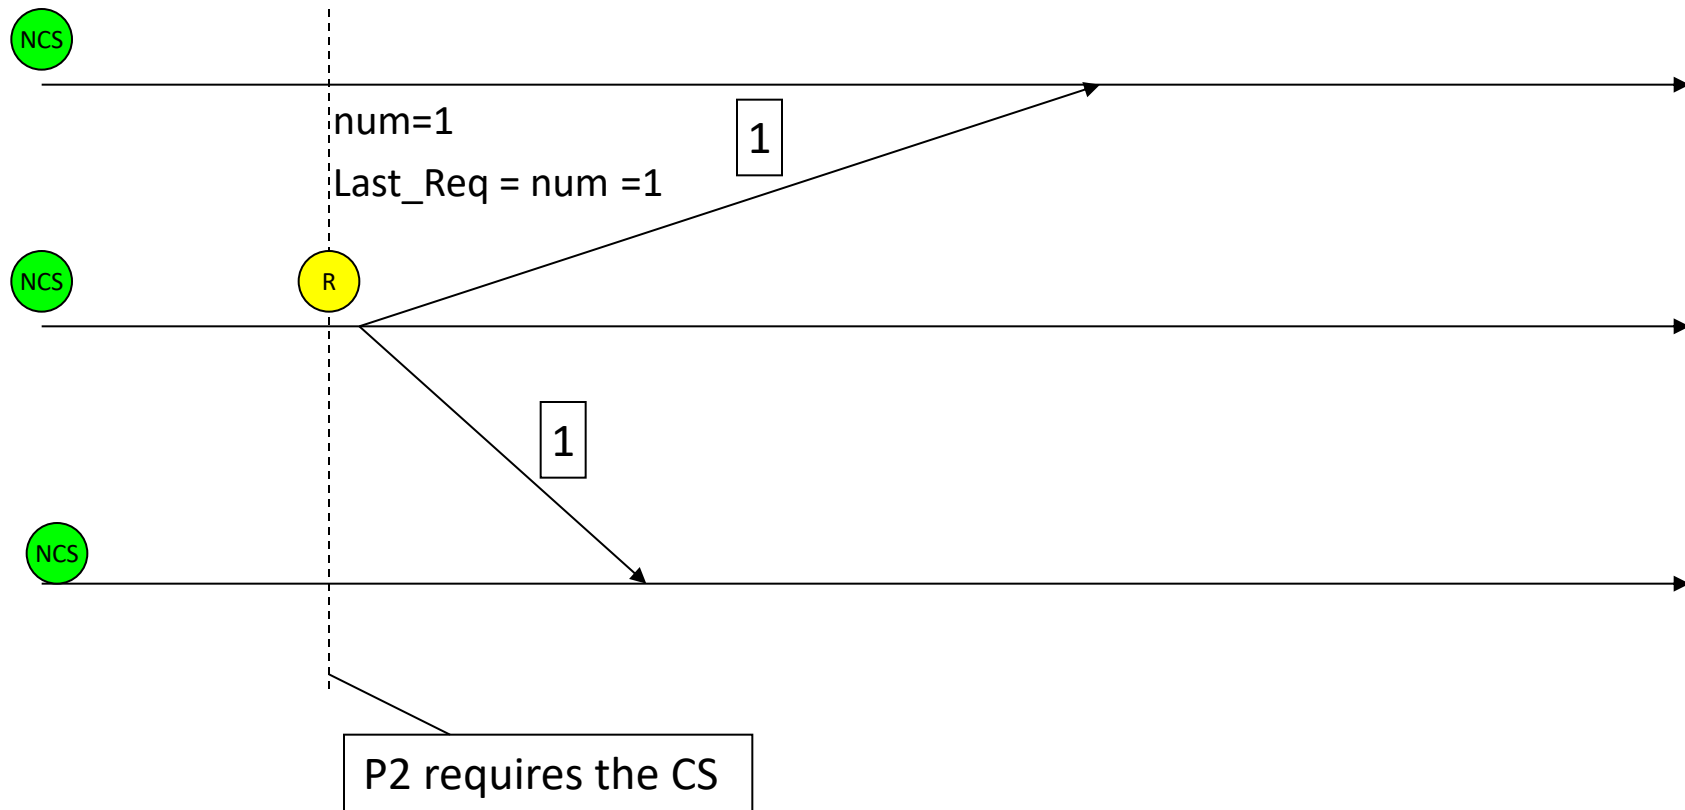 NCS
num=1
1
Last_Req = num =1
NCS
R
1
NCS
P2 requires the CS